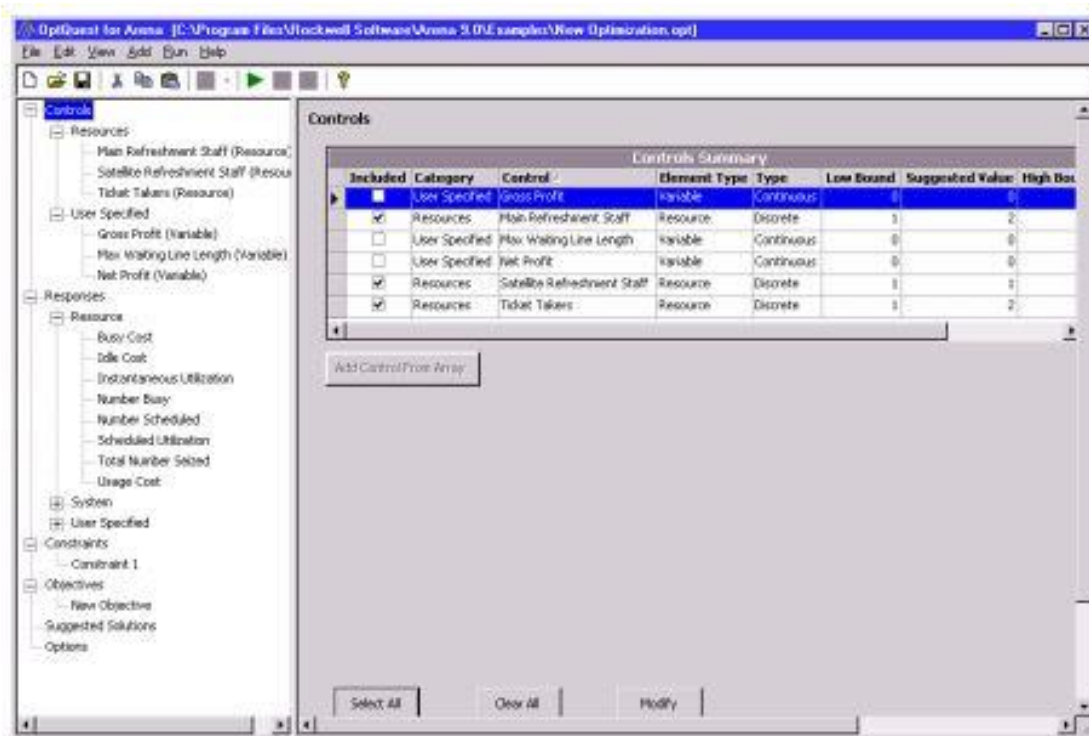 OptQuest for Arena [C:\Program Files\Rockwell Software\Arena 9.0\Examples\New Optimization.opt]
File Edit View Add Run Help
Controls
Resources
Main Refreshment Staff (Resource)
Satellite Refreshment Staff (Resou
Ticket Takers (Resource)
User Specified
Gross Profit (Variable)
Max Waiting Line Length (Variable)
Net Profit (Variable)
Responses
Resource
Busy Cost
Idle Cost
Instantaneous Utilization
Number Busy
Number Scheduled
Scheduled Utilization
Total Number Seized
Usage Cost
System
User Specified
Constraints
Constraint 1
Objectives
New Objective
Suggested Solutions
Options
Controls
Controls Summary
Included Category Control Element Type Type Low Bound Suggested Value High Bou
User Specified Gross Profit Variable Continuous 0 0
Resources Main Refreshment Staff Resource Discrete 1 2
User Specified Max Waiting Line Length Variable Continuous 0 0
User Specified Net Profit Variable Continuous 0 0
Resources Satellite Refreshment Staff Resource Discrete 1 1
Resources Ticket Takers Resource Discrete 1 2
Add Control From Array
Select All Clear All Modify